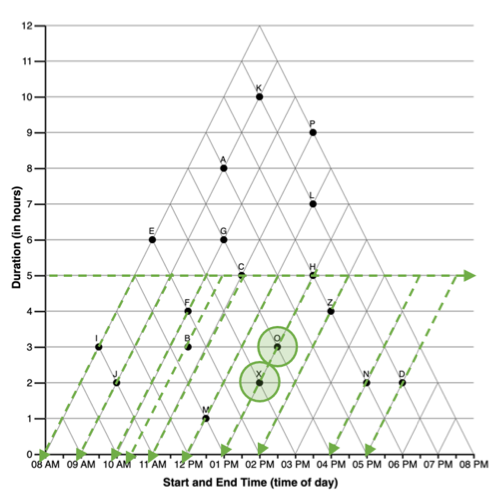 12
11
K
10
P
9
A
8
L
7
E
G
6
C
H
5
F
Z
4
I
B
O
3
J
X
N
D
2
M
1
0
08 AM 09 AM 10 AM 11 AM 12 PM 01 PM 02 PM 03 PM 04 PM 05 PM 06 PM 07 PM 08 PM
Duration (in hours)
Start and End Time (time of day)